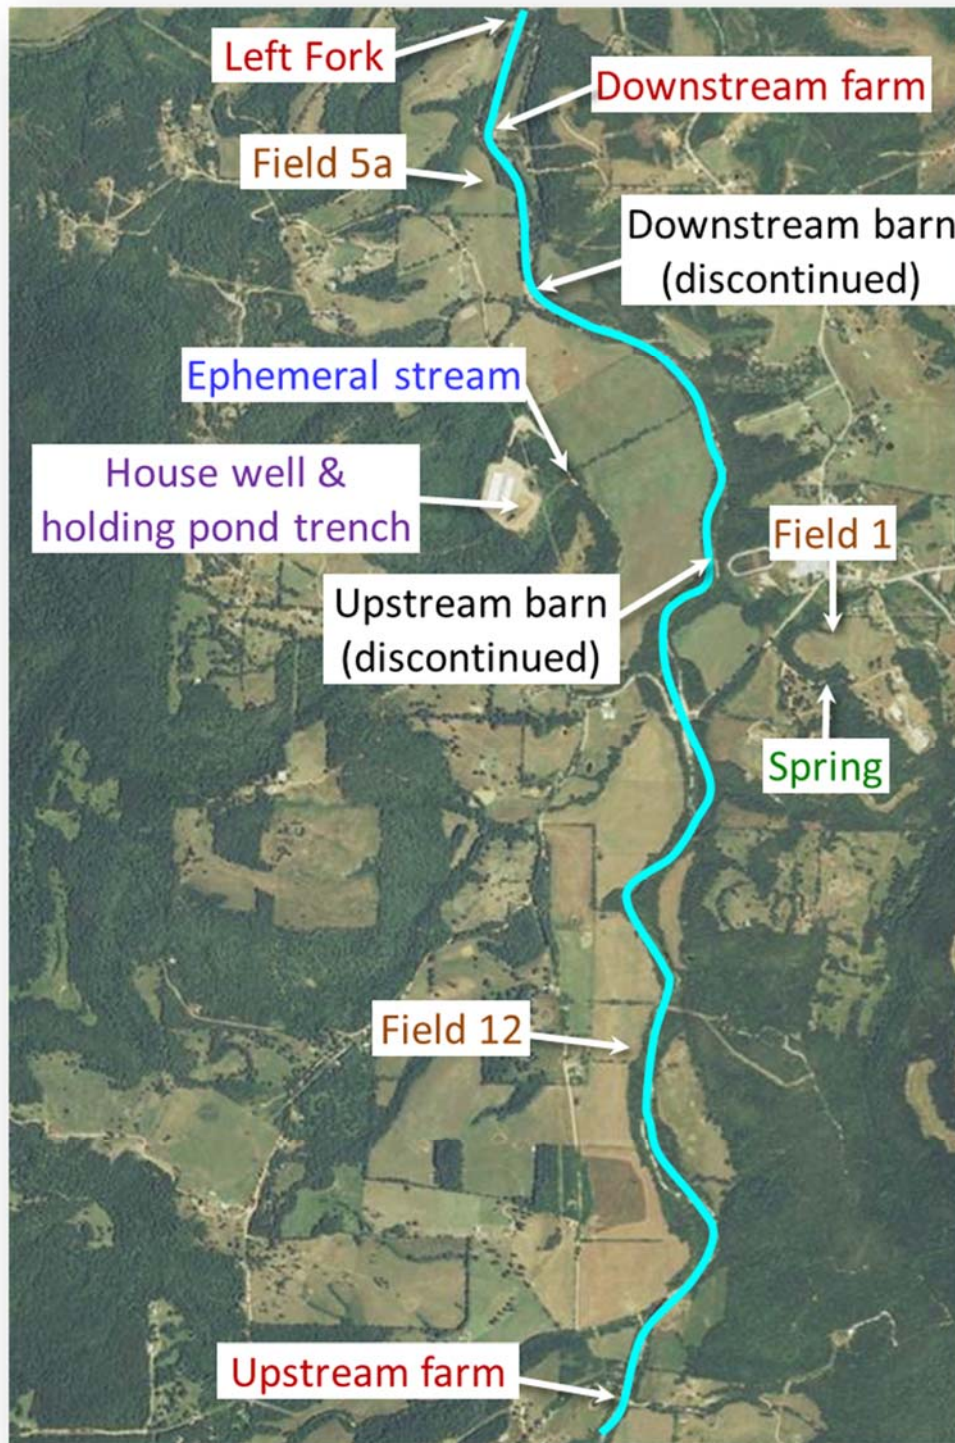 Left Fork
Downstream farm
Field 5a
Downstream barn
(discontinued)
Ephemeral stream
House well &
holding pond trench
Field 1
Upstream barn
(discontinued)
Spring
Field 12
Upstream farm